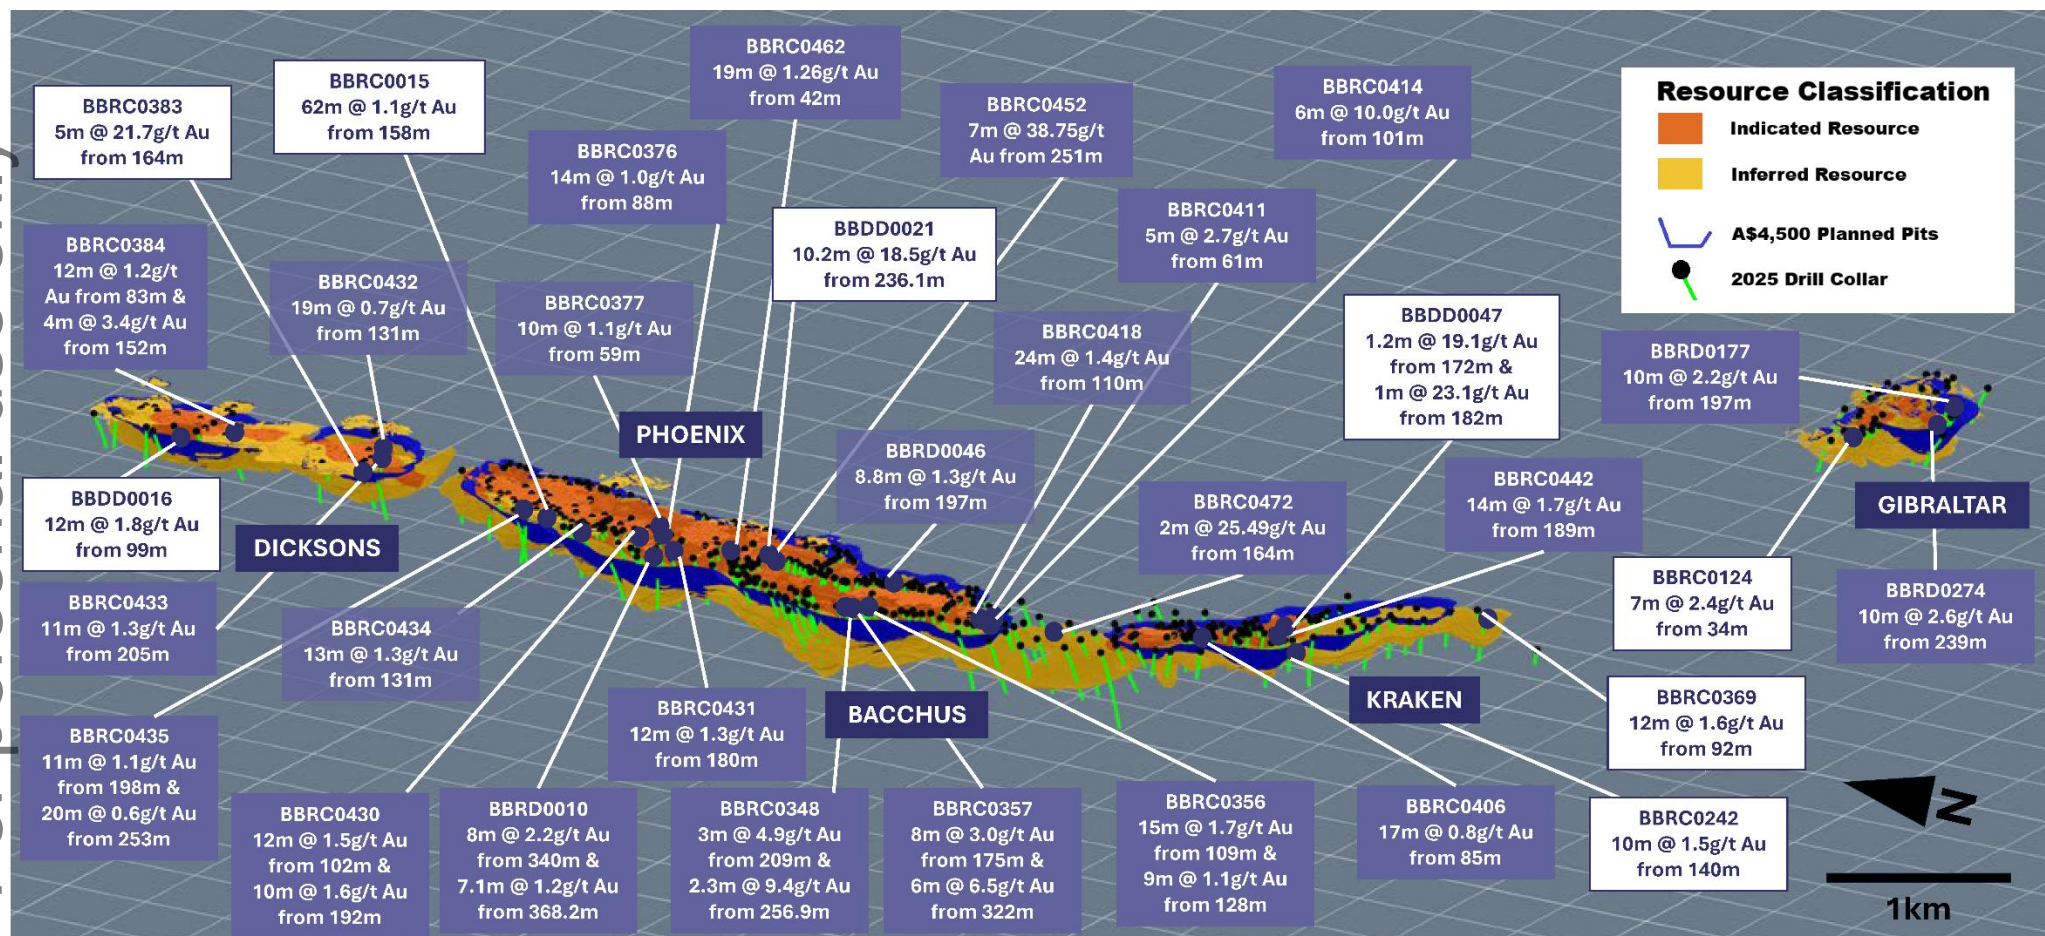 BBRC0462
19m @ 1.26g/t Au
from 42m
BBRC0015
62m @ 1.1g/t Au
from 158m
BBRC0383
5m @ 21.7g/t Au
from 164m
BBRC0452
7m @ 38.75g/t
Au from 251m
BBRC0414
6m @ 10.0g/t Au
from 101m
Resource Classification
Indicated Resource
Inferred Resource
A$4,500 Planned Pits
2025 Drill Collar
BBRC0376
14m @ 1.0g/t Au
from 88m
BBDD0021
10.2m @ 18.5g/t Au
from 236.1m
BBRC0411
5m @ 2.7g/t Au
from 61m
BBRC0384
12m @ 1.2g/t
Au from 83m &
4m @ 3.4g/t Au
from 152m
BBRC0432
19m @ 0.7g/t Au
from 131m
BBRC0377
10m @ 1.1g/t Au
from 59m
BBRC0418
24m @ 1.4g/t Au
from 110m
BBDD0047
1.2m @ 19.1g/t Au
from 172m &
1m @ 23.1g/t Au
from 182m
BBRD0177
10m @ 2.2g/t Au
from 197m
PHOENIX
BBRD0046
8.8m @ 1.3g/t Au
from 197m
BBRC0472
2m @ 25.49g/t Au
from 164m
BBRC0442
14m @ 1.7g/t Au
from 189m
GIBRALTAR
BBDD0016
12m @ 1.8g/t Au
from 99m
DICKSONS
BBRC0124
7m @ 2.4g/t Au
from 34m
BBRD0274
10m @ 2.6g/t Au
from 239m
BBRC0433
11m @ 1.3g/t Au
from 205m
BBRC0434
13m @ 1.3g/t Au
from 131m
BBRC0431
12m @ 1.3g/t Au
from 180m
BACCHUS
KRAKEN
BBRC0369
12m @ 1.6g/t Au
from 92m
BBRC0435
11m @ 1.1g/t Au
from 198m &
20m @ 0.6g/t Au
from 253m
BBRC0430
12m @ 1.5g/t Au
from 102m &
10m @ 1.6g/t Au
from 192m
BBRD0010
8m @ 2.2g/t Au
from 340m &
7.1m @ 1.2g/t Au
from 368.2m
BBRC0348
3m @ 4.9g/t Au
from 209m &
2.3m @ 9.4g/t Au
from 256.9m
BBRC0357
8m @ 3.0g/t Au
from 175m &
6m @ 6.5g/t Au
from 322m
BBRC0356
15m @ 1.7g/t Au
from 109m &
9m @ 1.1g/t Au
from 128m
BBRC0406
17m @ 0.8g/t Au
from 85m
BBRC0242
10m @ 1.5g/t Au
from 140m
N
1km